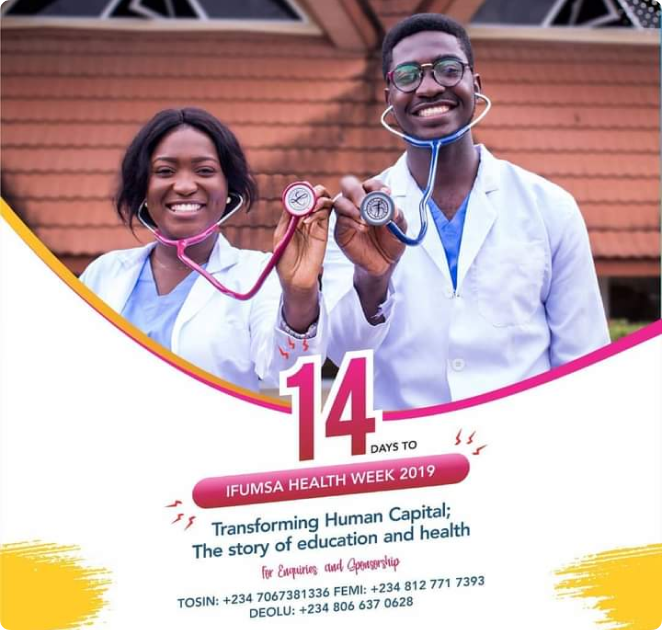 14
DAYS TO
IFUMSA HEALTH WEEK 2019
Transforming Human Capital;
The story of education and health
For Enquiries and Sponsorship
TOSIN: +234 7067381336 FEMI: +234 812 771 7393
DEOLU: +234 806 637 0628